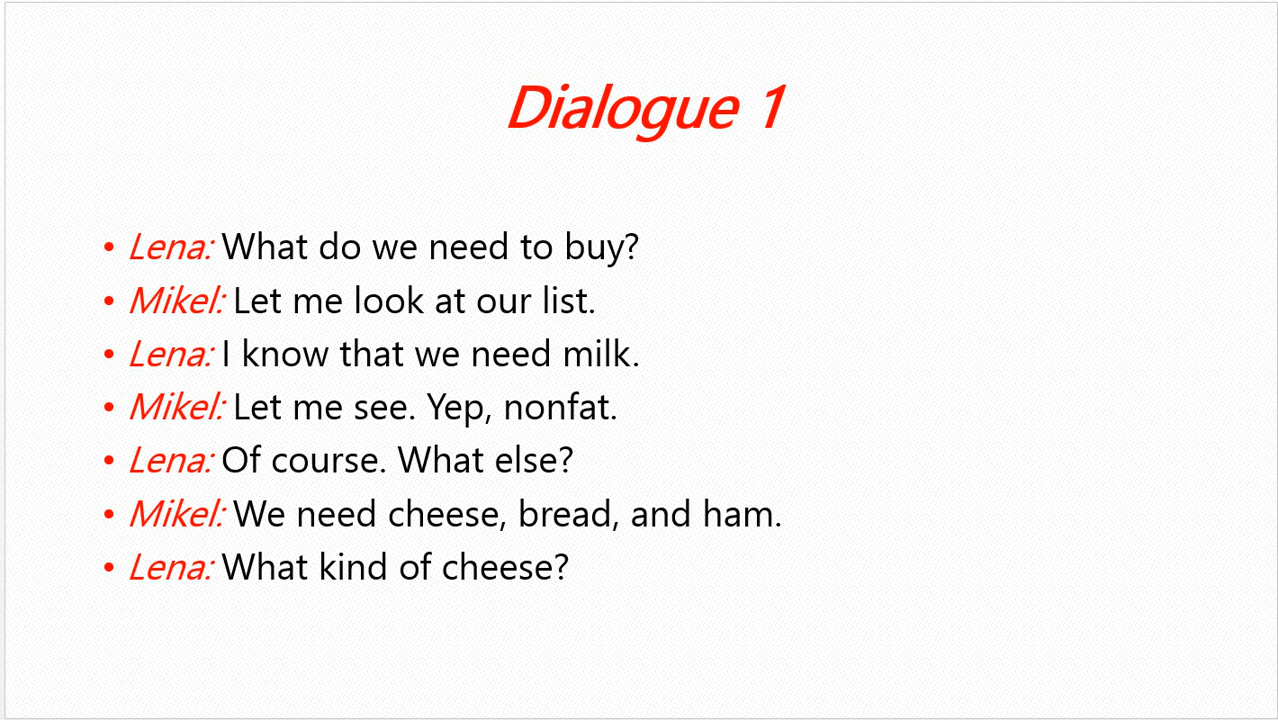 Dialogue 1
• Lena: What do we need to buy?
• Mikel: Let me look at our list.
• Lena: I know that we need milk.
• Mikel: Let me see. Yep, nonfat.
• Lena: Of course. What else?
• Mikel: We need cheese, bread, and ham.
• Lena: What kind of cheese?